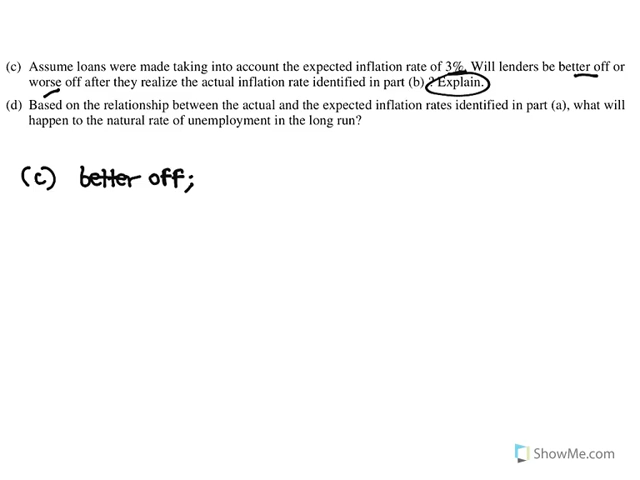 (c) Assume loans were made taking into account the expected inflation rate of 3%. Will lenders be better off or
worse off after they realize the actual inflation rate identified in part (b) ? Explain.
(d) Based on the relationship between the actual and the expected inflation rates identified in part (a), what will
happen to the natural rate of unemployment in the long run?
(c) better off;
ShowMe.com